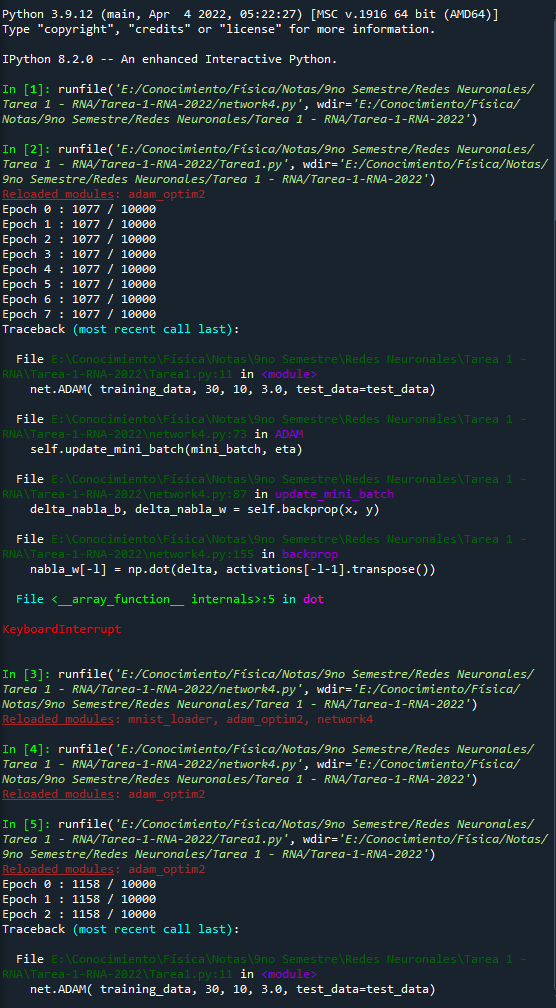 Python 3.9.12 (main, Apr  4 2022, 05:22:27) [MSC v.1916 64 bit (AMD64)]
Type "copyright", "credits" or "license" for more information.

IPython 8.2.0 -- An enhanced Interactive Python.

In [1]: runfile('E:/Conocimiento/Física/Notas/9no Semestre/Redes Neuronales/
Tarea 1 - RNA/Tarea-1-RNA-2022/network4.py', wdir='E:/Conocimiento/Física/
Notas/9no Semestre/Redes Neuronales/Tarea 1 - RNA/Tarea-1-RNA-2022')

In [2]: runfile('E:/Conocimiento/Física/Notas/9no Semestre/Redes Neuronales/
Tarea 1 - RNA/Tarea-1-RNA-2022/Tarea1.py', wdir='E:/Conocimiento/Física/Notas/
9no Semestre/Redes Neuronales/Tarea 1 - RNA/Tarea-1-RNA-2022')
Reloaded modules: adam_optim2
Epoch 0 : 1077 / 10000
Epoch 1 : 1077 / 10000
Epoch 2 : 1077 / 10000
Epoch 3 : 1077 / 10000
Epoch 4 : 1077 / 10000
Epoch 5 : 1077 / 10000
Epoch 6 : 1077 / 10000
Epoch 7 : 1077 / 10000
Traceback (most recent call last):

  File E:\Conocimiento\Física\Notas\9no Semestre\Redes Neuronales\Tarea 1 -
RNA\Tarea-1-RNA-2022\Tarea1.py:11 in <module>
    net.ADAM( training_data, 30, 10, 3.0, test_data=test_data)

  File E:\Conocimiento\Física\Notas\9no Semestre\Redes Neuronales\Tarea 1 -
RNA\Tarea-1-RNA-2022\network4.py:73 in ADAM
    self.update_mini_batch(mini_batch, eta)

  File E:\Conocimiento\Física\Notas\9no Semestre\Redes Neuronales\Tarea 1 -
RNA\Tarea-1-RNA-2022\network4.py:87 in update_mini_batch
    delta_nabla_b, delta_nabla_w = self.backprop(x, y)

  File E:\Conocimiento\Física\Notas\9no Semestre\Redes Neuronales\Tarea 1 -
RNA\Tarea-1-RNA-2022\network4.py:155 in backprop
    nabla_w[-l] = np.dot(delta, activations[-l-1].transpose())

  File <__array_function__ internals>:5 in dot

KeyboardInterrupt

In [3]: runfile('E:/Conocimiento/Física/Notas/9no Semestre/Redes Neuronales/
Tarea 1 - RNA/Tarea-1-RNA-2022/network4.py', wdir='E:/Conocimiento/Física/
Notas/9no Semestre/Redes Neuronales/Tarea 1 - RNA/Tarea-1-RNA-2022')
Reloaded modules: mnist_loader, adam_optim2, network4

In [4]: runfile('E:/Conocimiento/Física/Notas/9no Semestre/Redes Neuronales/
Tarea 1 - RNA/Tarea-1-RNA-2022/network4.py', wdir='E:/Conocimiento/Física/
Notas/9no Semestre/Redes Neuronales/Tarea 1 - RNA/Tarea-1-RNA-2022')
Reloaded modules: adam_optim2

In [5]: runfile('E:/Conocimiento/Física/Notas/9no Semestre/Redes Neuronales/
Tarea 1 - RNA/Tarea-1-RNA-2022/Tarea1.py', wdir='E:/Conocimiento/Física/Notas/
9no Semestre/Redes Neuronales/Tarea 1 - RNA/Tarea-1-RNA-2022')
Reloaded modules: adam_optim2
Epoch 0 : 1158 / 10000
Epoch 1 : 1158 / 10000
Epoch 2 : 1158 / 10000
Traceback (most recent call last):

  File E:\Conocimiento\Física\Notas\9no Semestre\Redes Neuronales\Tarea 1 -
RNA\Tarea-1-RNA-2022\Tarea1.py:11 in <module>
    net.ADAM( training_data, 30, 10, 3.0, test_data=test_data)